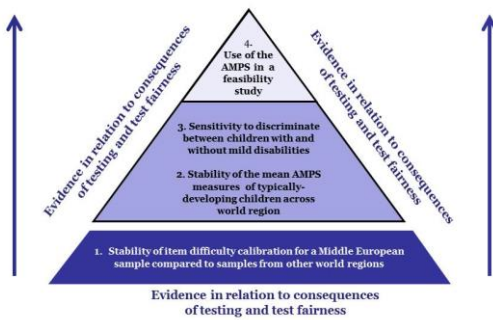 4.
Use of the
AMPS in a
feasibility
study
3. Sensitivity to discriminate
between children with and
without mild disabilities
2. Stability of the mean AMPS
measures of typically-
developing children across
world region
1. Stability of item difficulty calibration for a Middle European
sample compared to samples from other world regions
Evidence in relation to consequences
of testing and test fairness
Evidence in relation to consequences
of testing and test fairness
Evidence in relation to consequences
of testing and test fairness